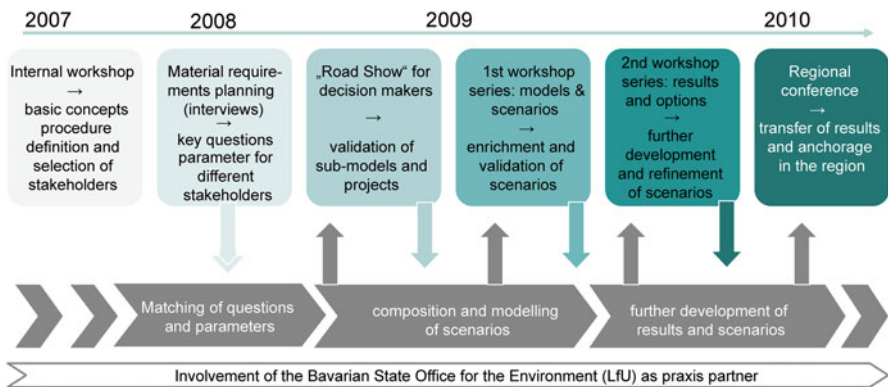 2007
2008
2009
2010
Internal workshop
→
basic concepts
procedure
definition and
selection of
stakeholders
Material require-
ments planning
(interviews)
→
key questions
parameter for
different
stakeholders
„Road Show“ for
decision makers
→
validation of
sub-models and
projects
1st workshop
series: models &
scenarios
→
enrichment and
validation of
scenarios
2nd workshop
series: results
and options
→
further
development
and refinement
of scenarios
Regional
conference
→
transfer of results
and anchorage
in the region
Matching of questions
and parameters
composition and modelling
of scenarios
further development of
results and scenarios
Involvement of the Bavarian State Office for the Environment (LfU) as praxis partner